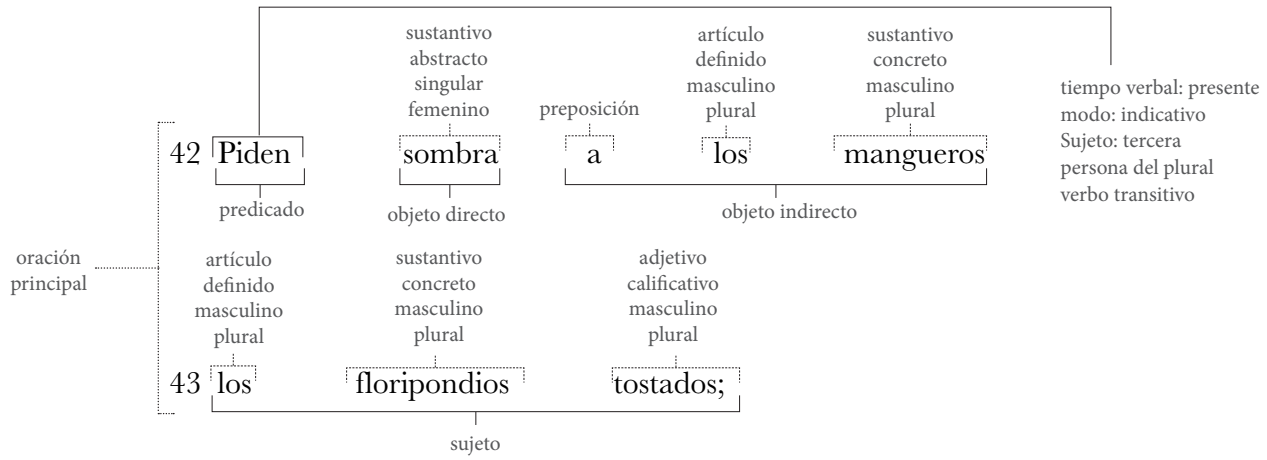 sustantivo
abstracto
singular
femenino
preposición
artículo
definido
masculino
plural
sustantivo
concreto
masculino
plural
tiempo verbal: presente
modo: indicativo
Sujeto: tercera
persona del plural
verbo transitivo
42 Piden sombra a los mangueros
predicado objeto directo objeto indirecto
oración
principal
artículo
definido
masculino
plural
sustantivo
concreto
masculino
plural
adjetivo
calificativo
masculino
plural
43 los floripondios tostados;
sujeto